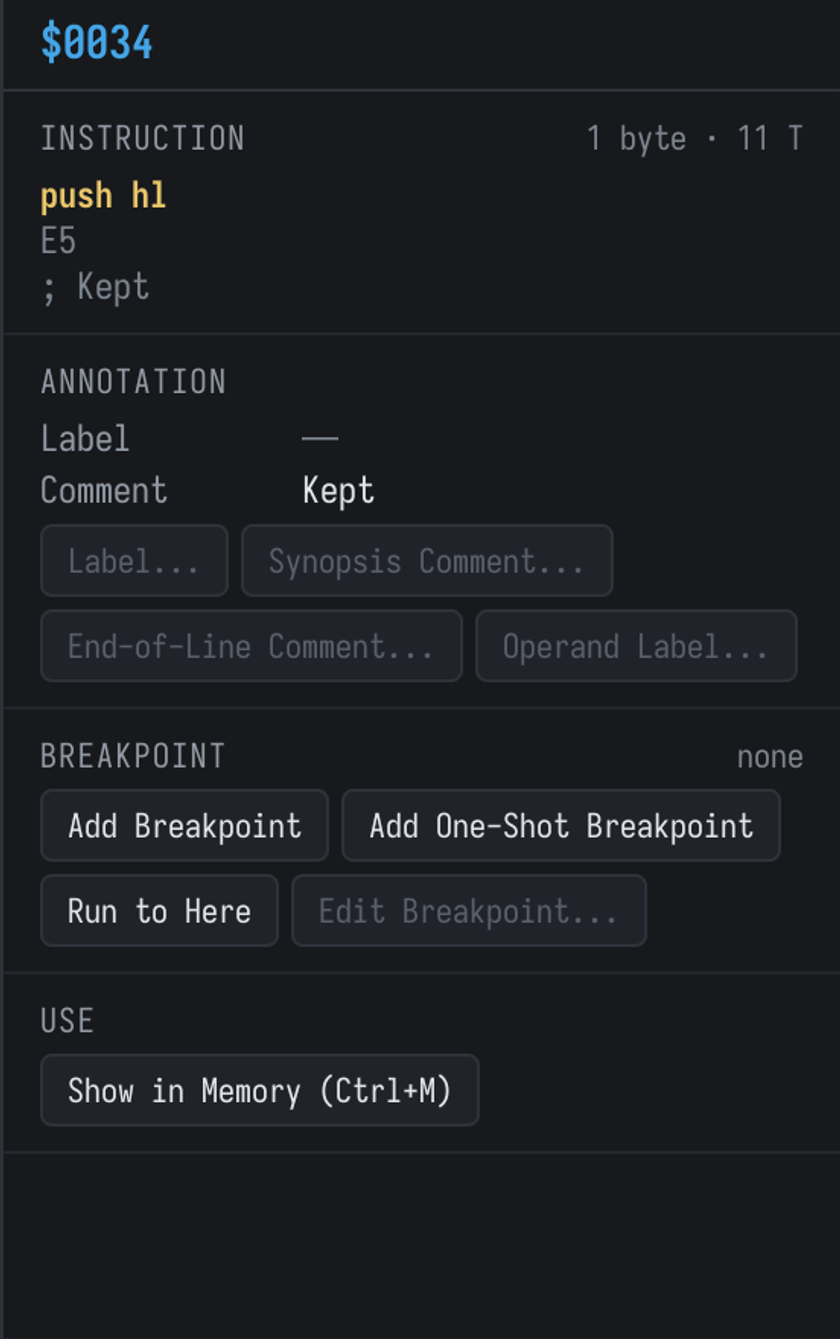 $0034
INSTRUCTION 1 byte · 11 T
push hl
E5
; Kept
ANNOTATION
Label —
Comment Kept
Label... Synopsis Comment...
End-of-Line Comment... Operand Label...
BREAKPOINT none
Add Breakpoint Add One-Shot Breakpoint
Run to Here Edit Breakpoint...
USE
Show in Memory (Ctrl+M)